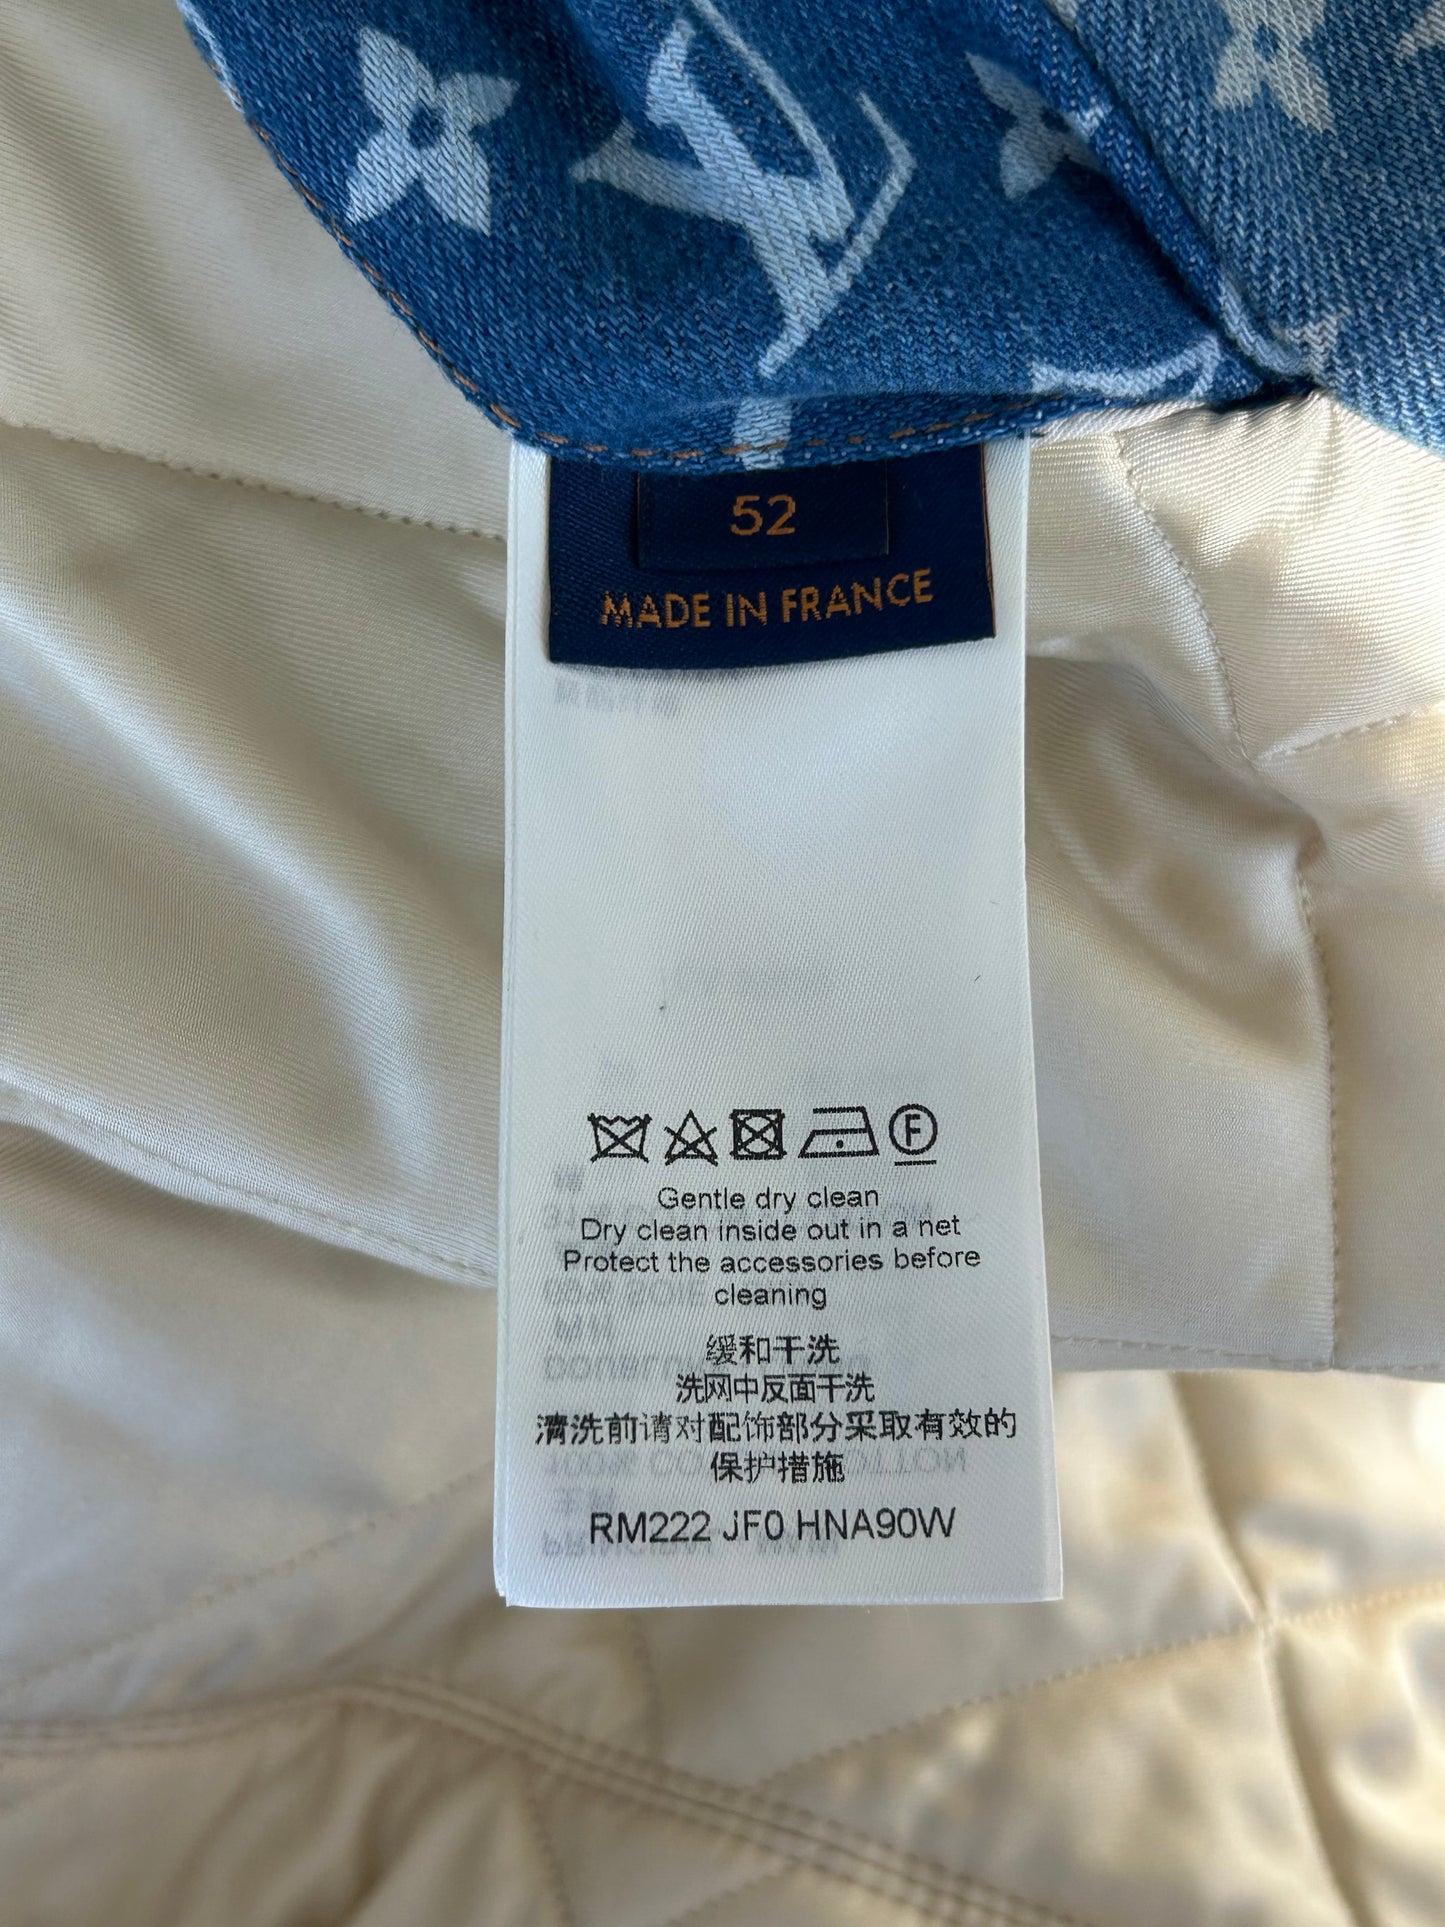 52
MADE IN FRANCE
F
Gentle dry clean
Dry clean inside out in a net
Protect the accessories before
cleaning
缓和干洗
洗网中反面干洗
清洗前请对配饰部分采取有效的
保护措施
RM222 JF0 HNA90W